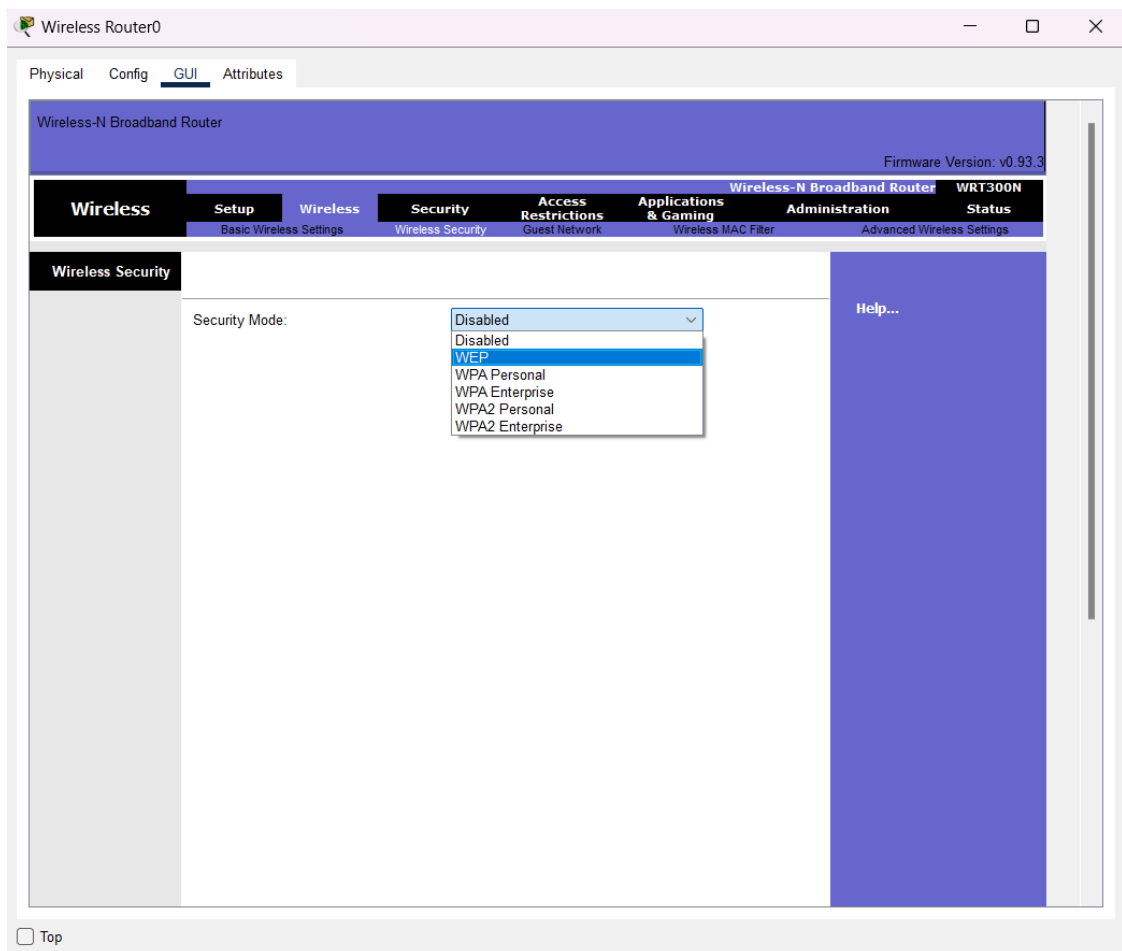 Wireless Router0
Physical Config GUI Attributes
Wireless-N Broadband Router
Firmware Version: v0.93.3
Wireless-N Broadband Router WRT300N
Wireless Setup Wireless Security Access Restrictions Applications & Gaming Administration Status
Basic Wireless Settings Wireless Security Guest Network Wireless MAC Filter Advanced Wireless Settings
Wireless Security
Help...
Security Mode: Disabled
Disabled
WEP
WPA Personal
WPA Enterprise
WPA2 Personal
WPA2 Enterprise
Top